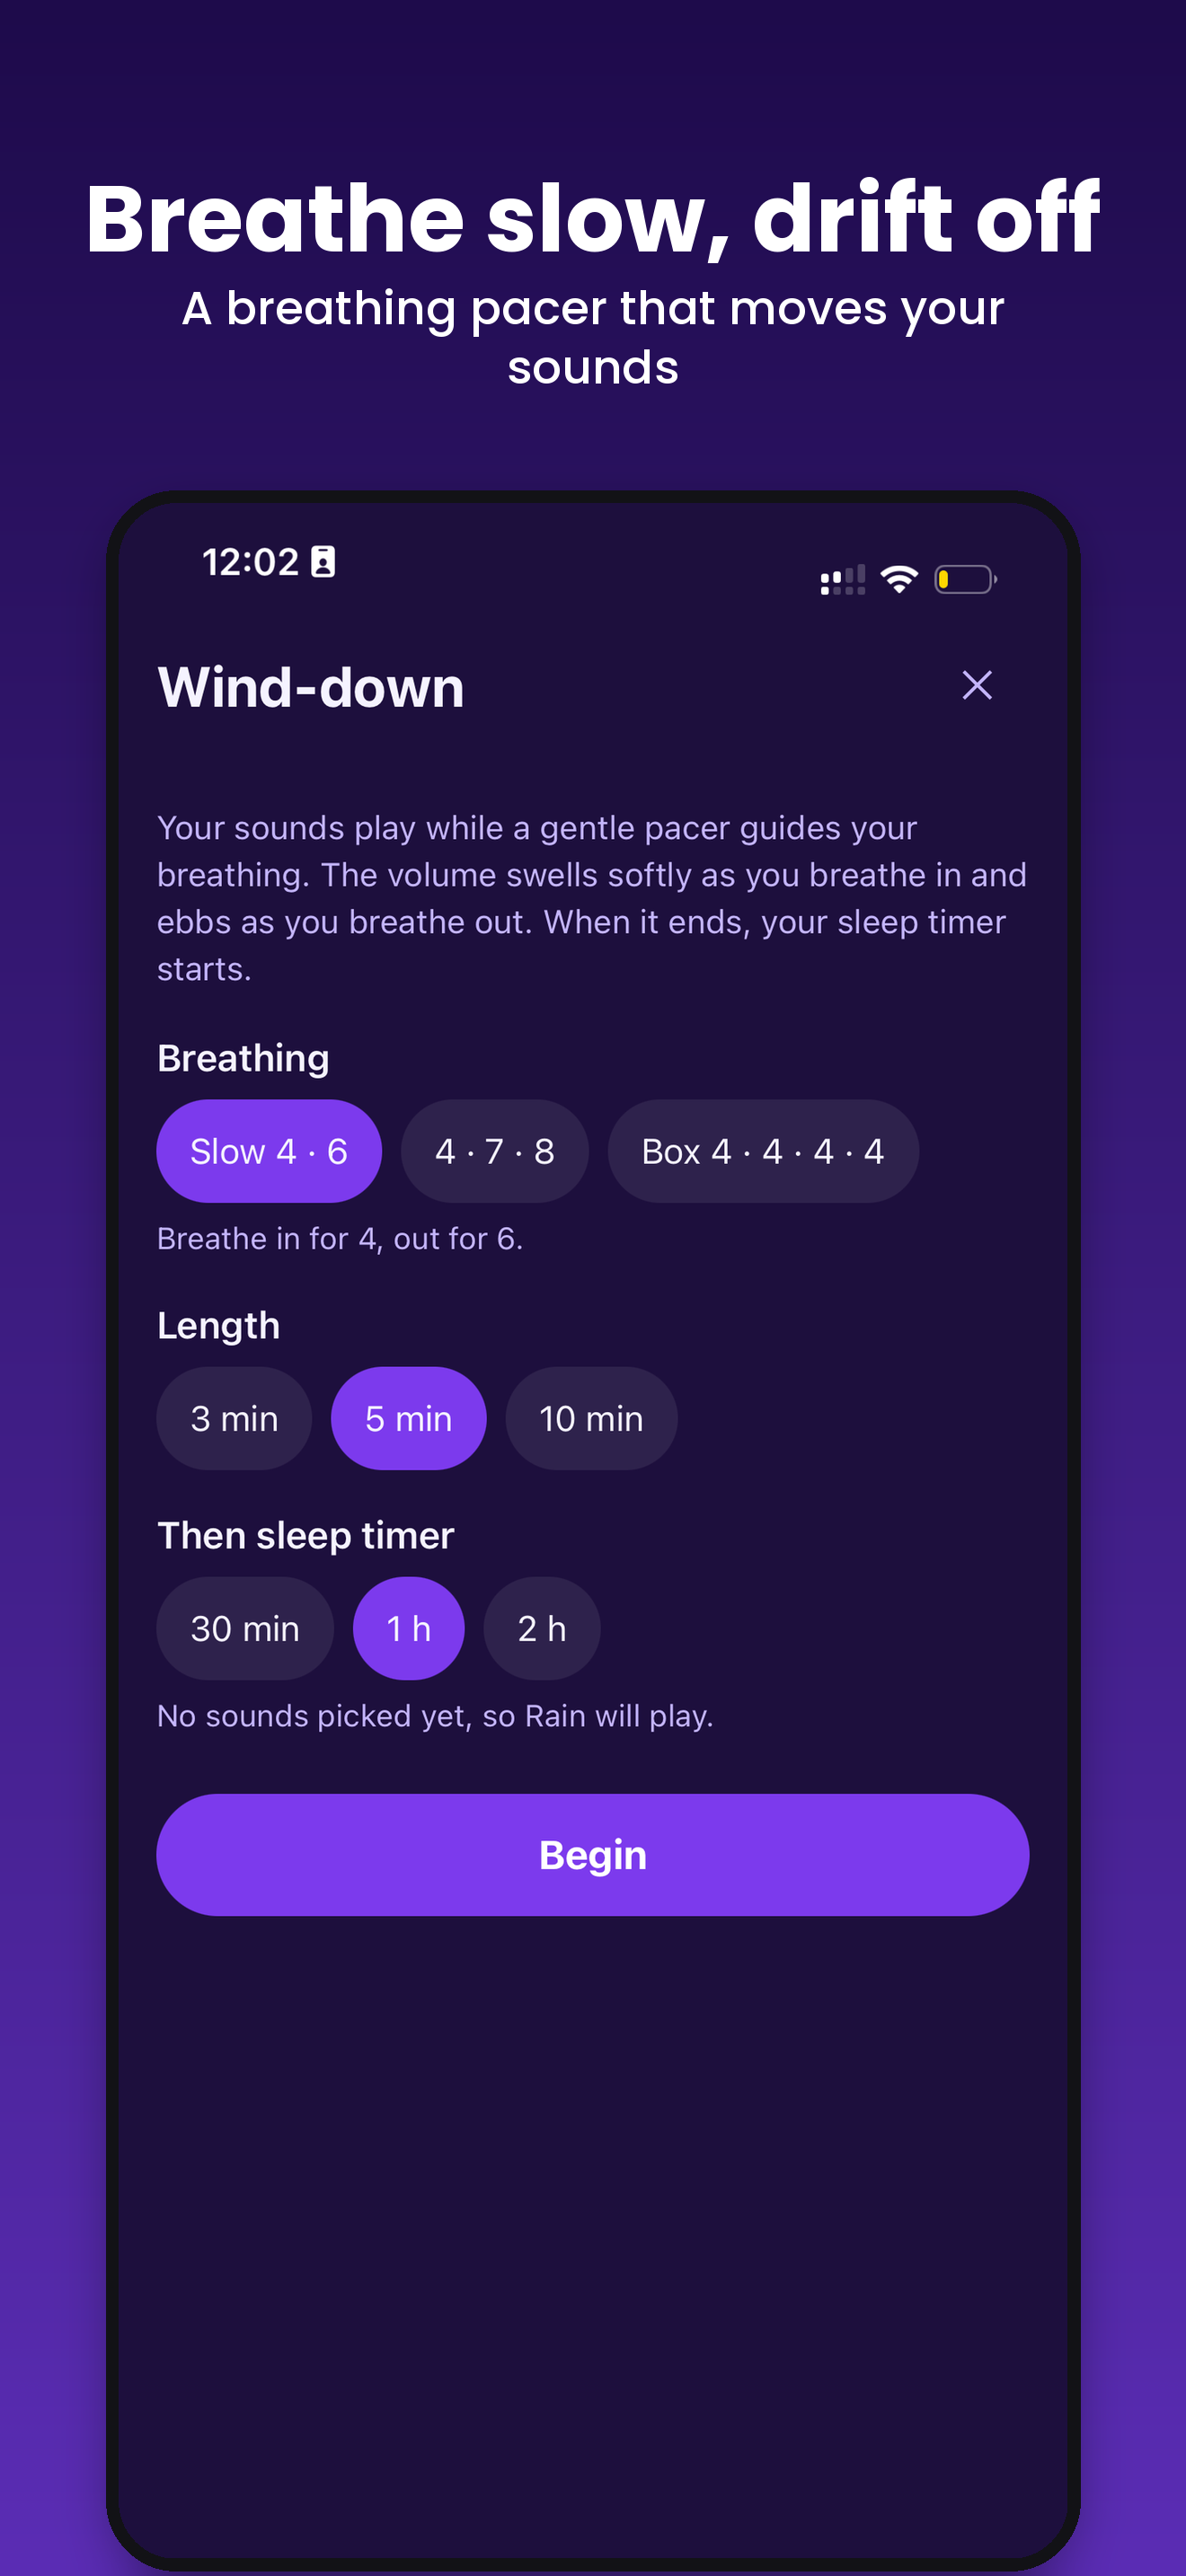 Breathe slow, drift off
A breathing pacer that moves your
sounds
12:02
Wind-down
Your sounds play while a gentle pacer guides your
breathing. The volume swells softly as you breathe in and
ebbs as you breathe out. When it ends, your sleep timer
starts.
Breathing
Slow 4 · 6
4 · 7 · 8
Box 4 · 4 · 4 · 4
Breathe in for 4, out for 6.
Length
3 min
5 min
10 min
Then sleep timer
30 min
1 h
2 h
No sounds picked yet, so Rain will play.
Begin